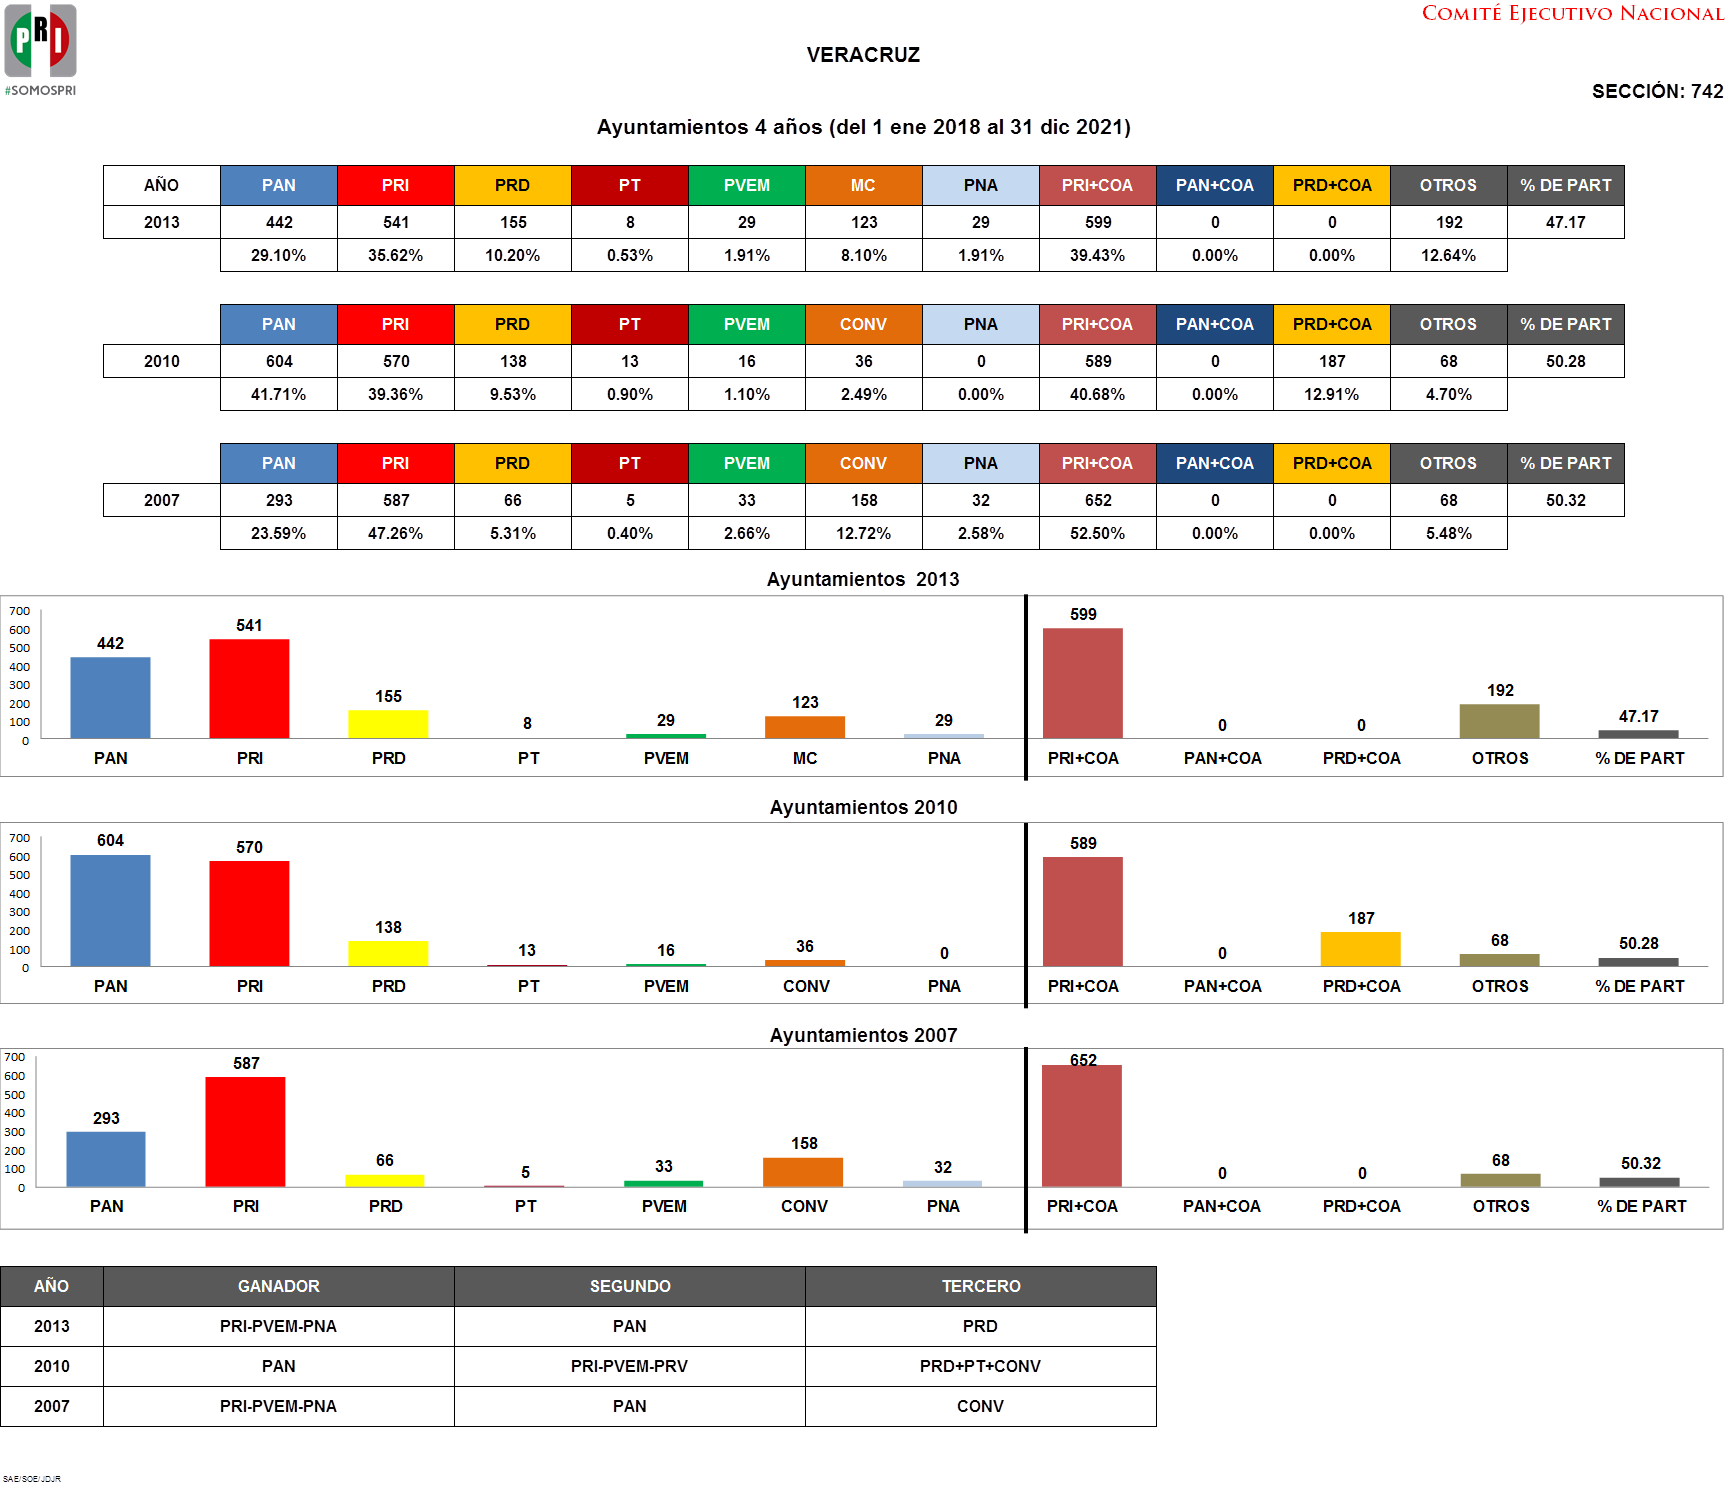 COMITÉ EJECUTIVO NACIONAL
PRI
#SOMOSPRI
VERACRUZ
SECCIÓN: 742
Ayuntamientos 4 años (del 1 ene 2018 al 31 dic 2021)
AÑO PAN PRI PRD PT PVEM MC PNA PRI+COA PAN+COA PRD+COA OTROS % DE PART
2013 442 541 155 8 29 123 29 599 0 0 192 47.17
29.10% 35.62% 10.20% 0.53% 1.91% 8.10% 1.91% 39.43% 0.00% 0.00% 12.64%
PAN PRI PRD PT PVEM CONV PNA PRI+COA PAN+COA PRD+COA OTROS % DE PART
2010 604 570 138 13 16 36 0 589 0 187 68 50.28
41.71% 39.36% 9.53% 0.90% 1.10% 2.49% 0.00% 40.68% 0.00% 12.91% 4.70%
PAN PRI PRD PT PVEM CONV PNA PRI+COA PAN+COA PRD+COA OTROS % DE PART
2007 293 587 66 5 33 158 32 652 0 0 68 50.32
23.59% 47.26% 5.31% 0.40% 2.66% 12.72% 2.58% 52.50% 0.00% 0.00% 5.48%
Ayuntamientos 2013
700
600
500
400
300
200
100
0
442 541 155 8 29 123 29 599 0 0 192 47.17
PAN PRI PRD PT PVEM MC PNA PRI+COA PAN+COA PRD+COA OTROS % DE PART
Ayuntamientos 2010
700
600
500
400
300
200
100
0
604 570 138 13 16 36 0 589 0 187 68 50.28
PAN PRI PRD PT PVEM CONV PNA PRI+COA PAN+COA PRD+COA OTROS % DE PART
Ayuntamientos 2007
700
600
500
400
300
200
100
0
293 587 66 5 33 158 32 652 0 0 68 50.32
PAN PRI PRD PT PVEM CONV PNA PRI+COA PAN+COA PRD+COA OTROS % DE PART
AÑO GANADOR SEGUNDO TERCERO
2013 PRI-PVEM-PNA PAN PRD
2010 PAN PRI-PVEM-PRV PRD+PT+CONV
2007 PRI-PVEM-PNA PAN CONV
SAE/SOE/JDJR